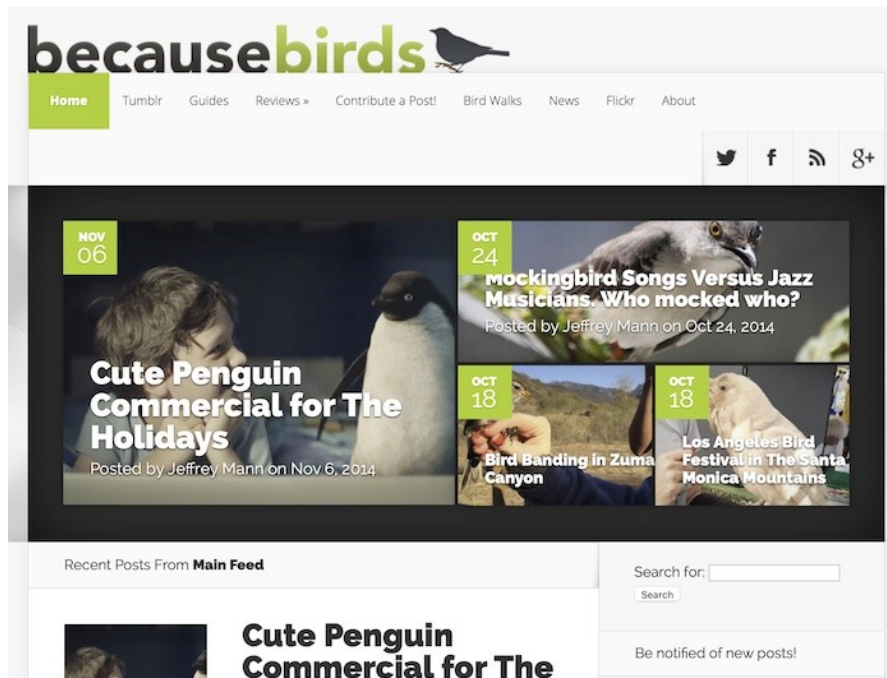 becausebirds
Home Tumblr Guides Reviews » Contribute a Post! Bird Walks News Flickr About
g+
NOV
06
Cute Penguin
Commercial for The
Holidays
Posted by Jeffrey Mann on Nov 6, 2014
OCT
24
Mockingbird Songs Versus Jazz
Musicians. Who mocked who?
Posted by Jeffrey Mann on Oct 24, 2014
OCT
18
Bird Banding in Zuma
Canyon
OCT
18
Los Angeles Bird
Festival in The Santa
Monica Mountains
Recent Posts From Main Feed
Search for:
Search
Cute Penguin
Commercial for The
Be notified of new posts!